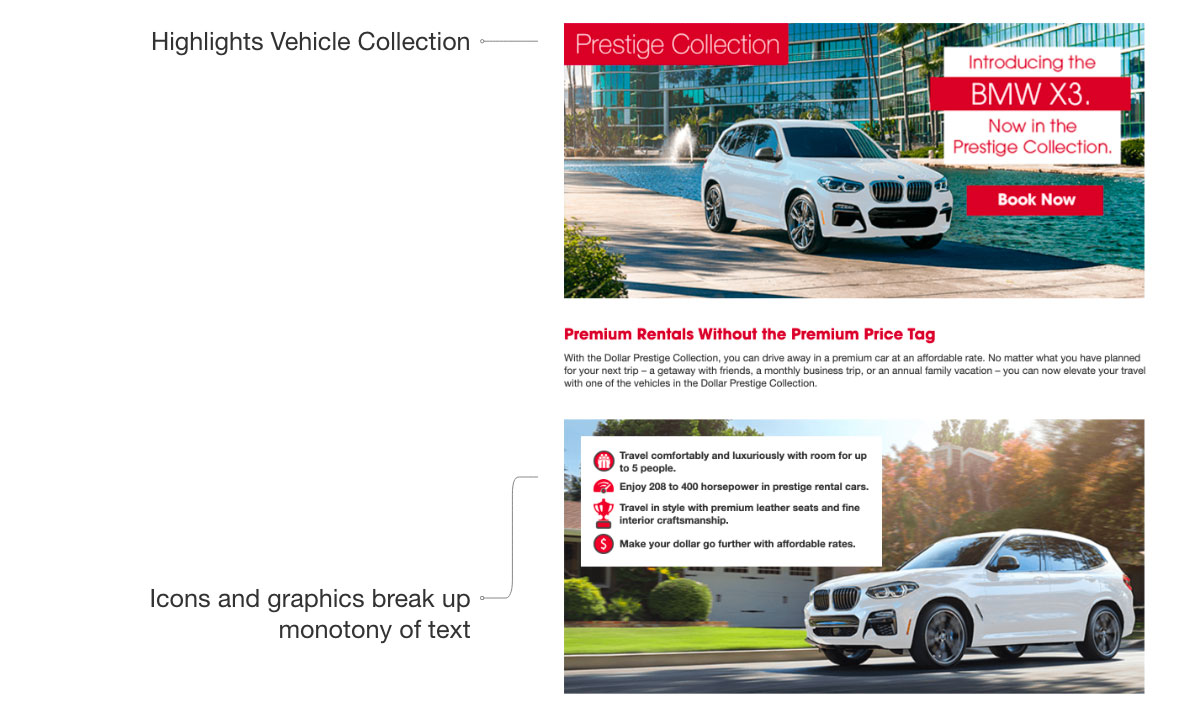 Highlights Vehicle Collection
Prestige Collection
Introducing the
BMW X3.
Now in the
Prestige Collection.
Book Now
Premium Rentals Without the Premium Price Tag
With the Dollar Prestige Collection, you can drive away in a premium car at an affordable rate. No matter what you have planned
for your next trip – a getaway with friends, a monthly business trip, or an annual family vacation – you can now elevate your travel
with one of the vehicles in the Dollar Prestige Collection.
Travel comfortably and luxuriously with room for up
to 5 people.
Enjoy 208 to 400 horsepower in prestige rental cars.
Travel in style with premium leather seats and fine
interior craftsmanship.
$ Make your dollar go further with affordable rates.
Icons and graphics break up
monotony of text